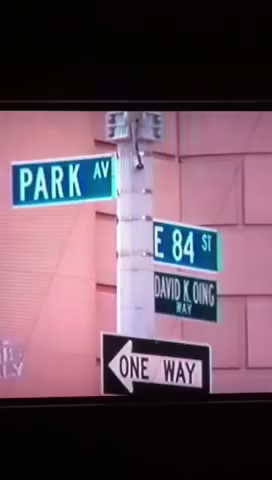 PARK AV
E 84 ST
DAVID K. OING
WAY
ONE WAY